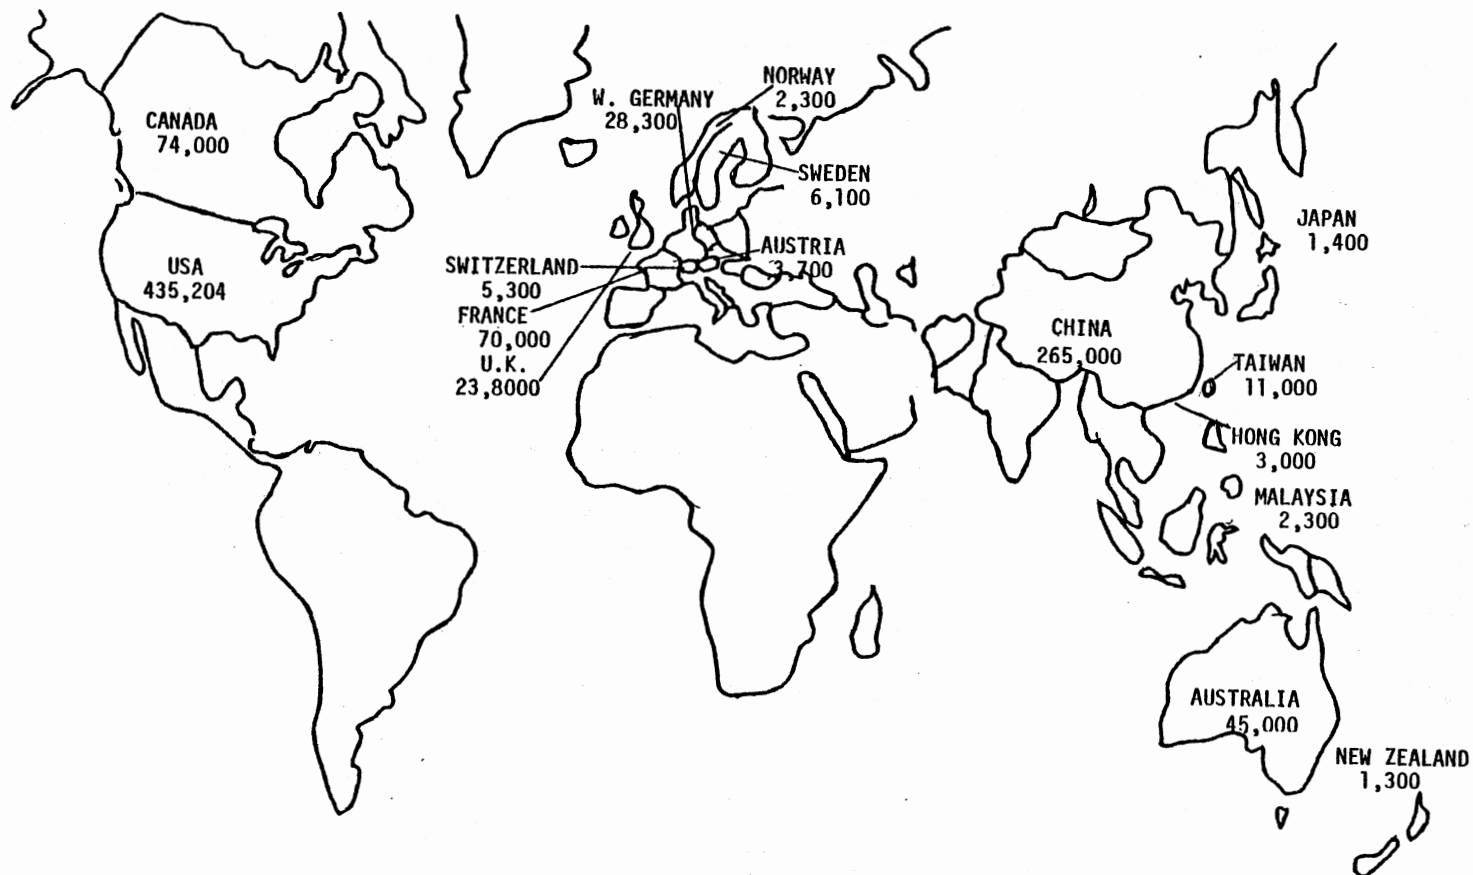 CANADA
74,000
USA
435,204
W. GERMANY
28,300
NORWAY
2,300
SWEDEN
6,100
AUSTRIA
3,700
SWITZERLAND
5,300
FRANCE
70,000
U.K.
23,8000
JAPAN
1,400
CHINA
265,000
TAIWAN
11,000
HONG KONG
3,000
MALAYSIA
2,300
AUSTRALIA
45,000
NEW ZEALAND
1,300